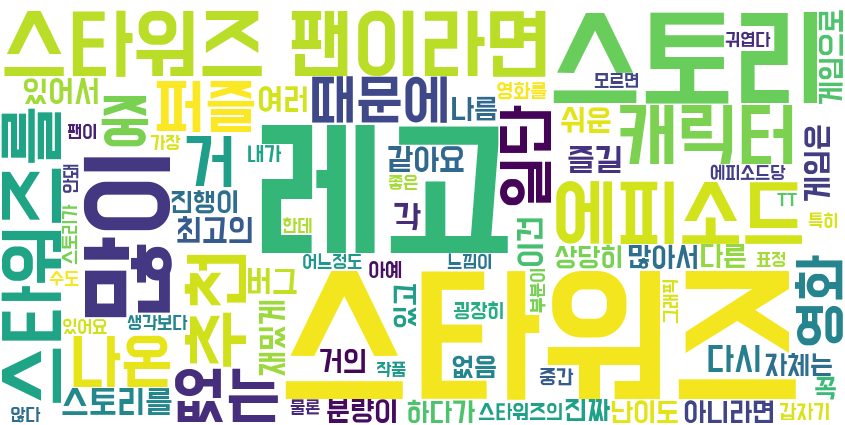 스타워즈 팬이라면
스토리
귀엽다
게임으로
모르면
있어서
중
퍼즐
여러
때문에
나름
영화를
쉬운
캐릭터
팬이
가장
거
내가
레고
같아요
좋은
일단
즐길
에피소드당
게임은
스타워즈를
안돼
스토리가
많이
진행이
최고의
한데
각
에피소드
ㅜㅜ
특히
수도
추천
버그
어느정도
아예
느낌이
이건
상당히
많아서
다른
표정
부분이
그래픽
영화
있어요
생각보다
재밌게
있고
굉장히
스타워즈
나온
거의
작품
없음
중간
다시
자체는
꼭
않다
스토리를
없는
물론
분량이
하다가
스타워즈의
진짜
난이도
아니라면
갑자기